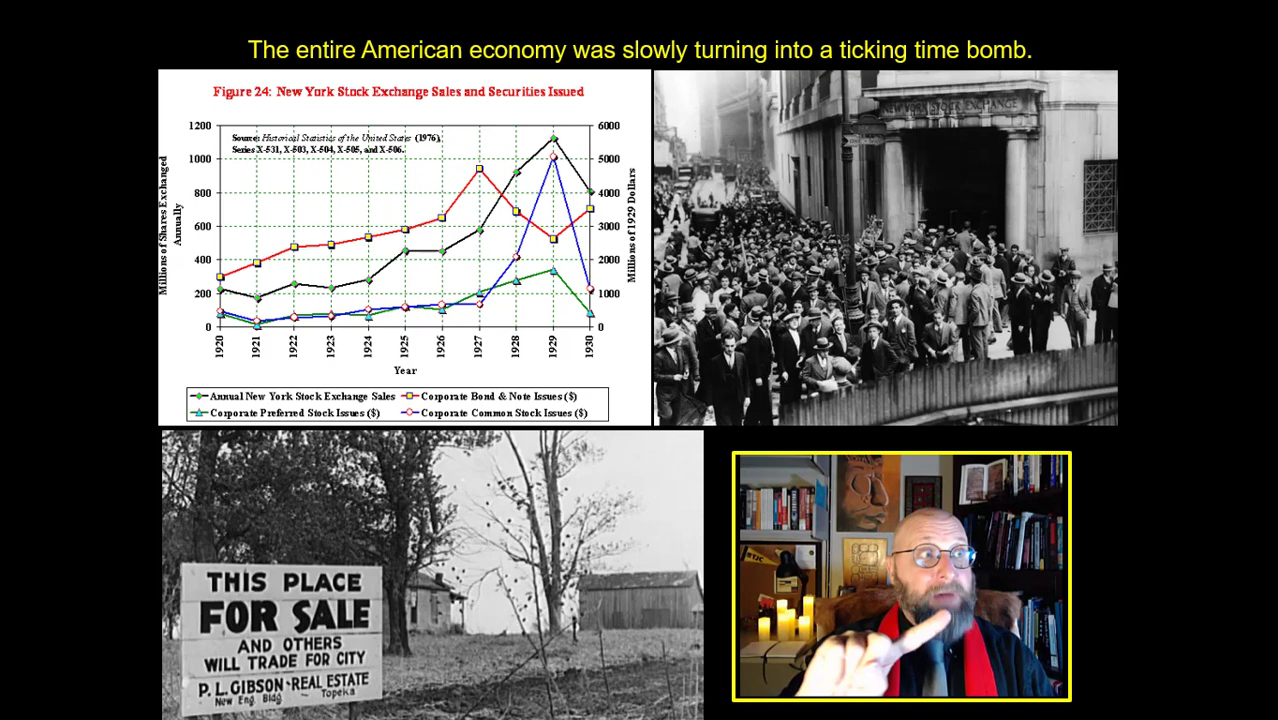 The entire American economy was slowly turning into a ticking time bomb.
Figure 24: New York Stock Exchange Sales and Securities Issued
Source: Historical Statistics of the United States (1976),
Series X-531, X-503, X-504, X-505, and X-506.
Millions of Shares Exchanged
Annually
1200
1000
800
600
400
200
0
6000
5000
4000
3000
2000
1000
0
Millions of 1929 Dollars
1920 1921 1922 1923 1924 1925 1926 1927 1928 1929 1930
Year
Annual New York Stock Exchange Sales Corporate Bond & Note Issues ($)
Corporate Preferred Stock Issues ($) Corporate Common Stock Issues ($)
NEW YORK STOCK EXCHANGE
THIS PLACE
FOR SALE
AND OTHERS
WILL TRADE FOR CITY
P. L. GIBSON - REAL ESTATE
New Eng. Bldg. Topeka